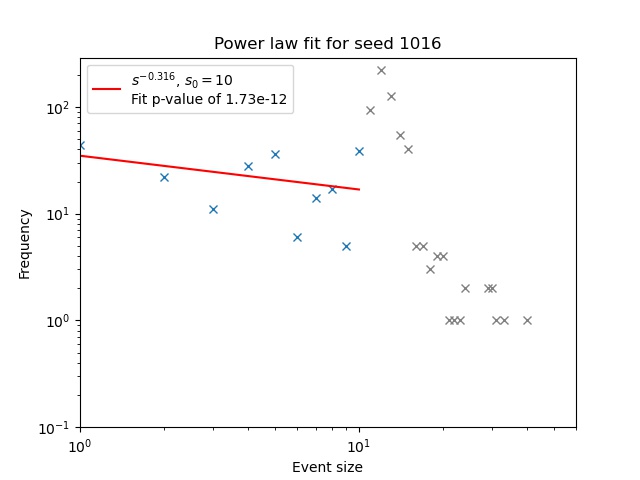 Power law fit for seed 1016
s^{-0.316}, s_0 = 10
Fit p-value of 1.73e-12
Frequency
10^2
10^1
10^0
10^{-1}
10^0
10^1
Event size